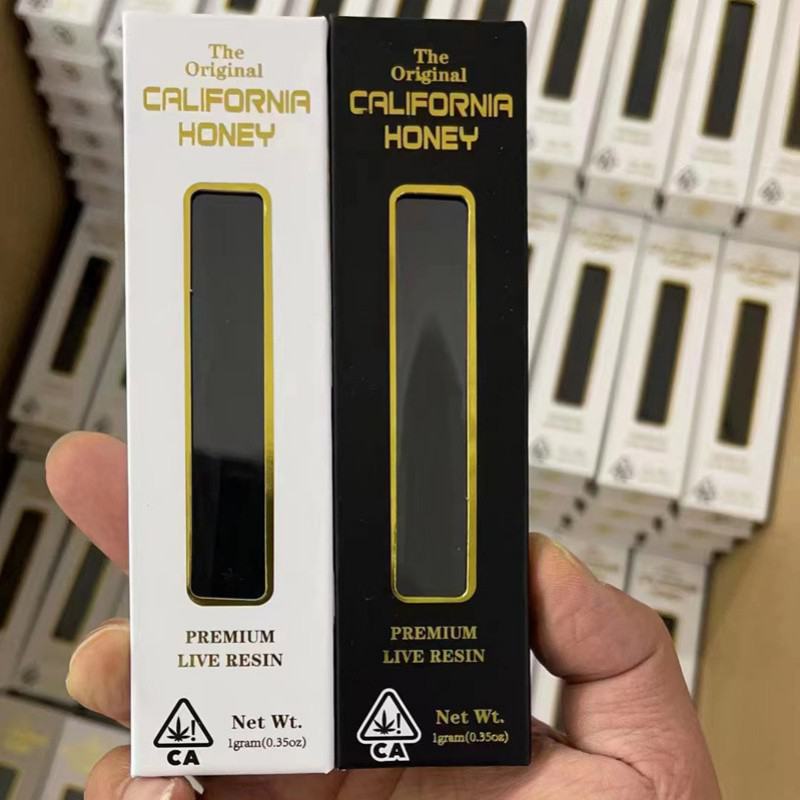 The
Original
CALIFORNIA
HONEY
PREMIUM
LIVE RESIN
!
CA
Net Wt.
1gram(0.35oz)
The
Original
CALIFORNIA
HONEY
PREMIUM
LIVE RESIN
!
CA
Net Wt.
1gram(0.35oz)